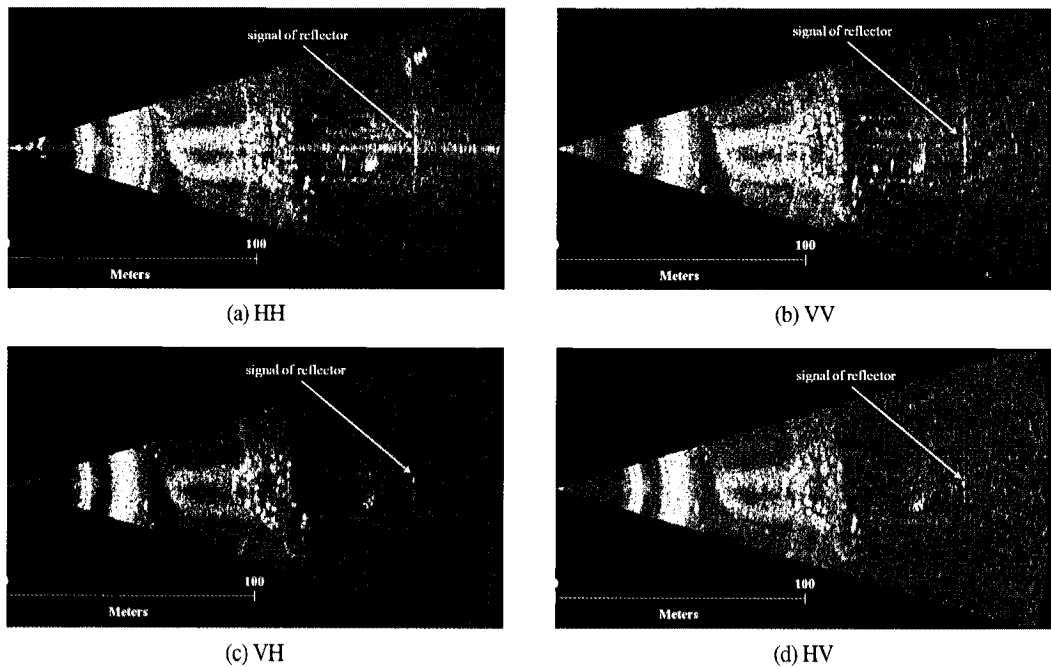 signal of reflector
100
Meters
(a) HH
signal of reflector
100
Meters
(b) VV
signal of reflector
100
Meters
(c) VH
signal of reflector
100
Meters
(d) HV